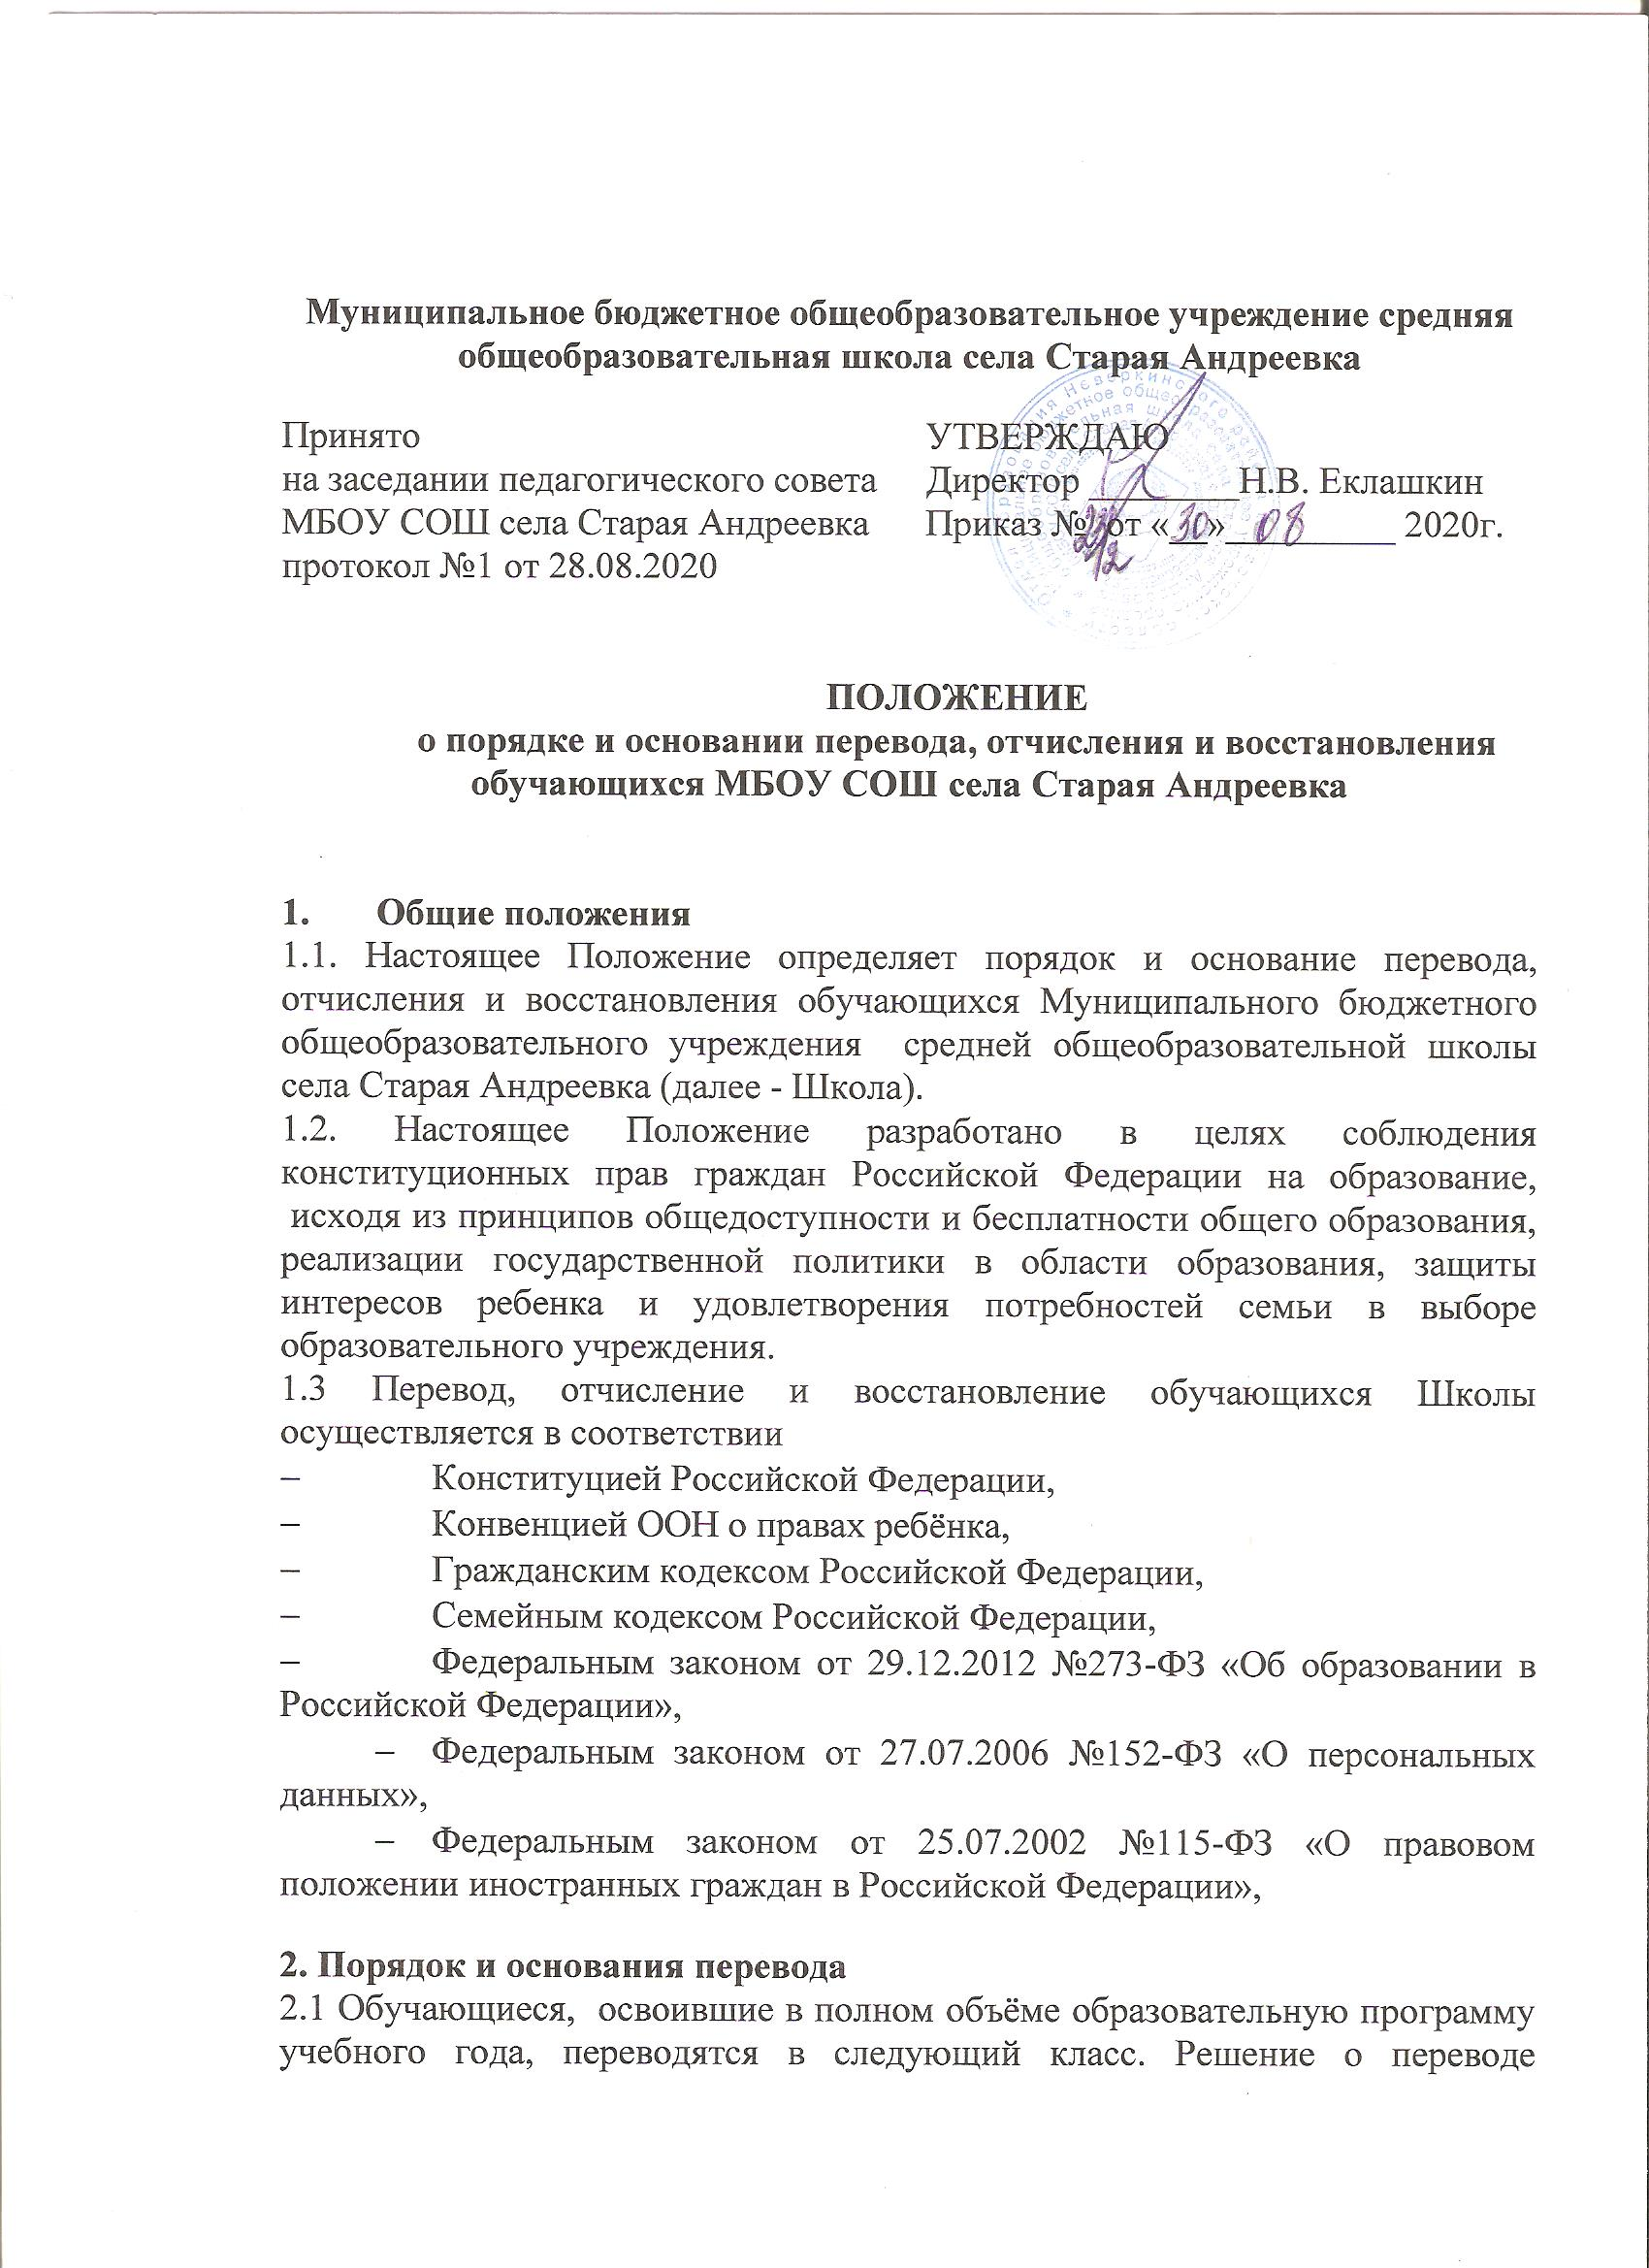 Муниципальное бюджетное общеобразовательное учреждение средняя
общеобразовательная школа села Старая Андреевка
Принято
на заседании педагогического совета
МБОУ СОШ села Старая Андреевка
протокол №1 от 28.08.2020
УТВЕРЖДАЮ
Директор ________Н.В. Еклашкин
Приказ № от «30»_08________ 2020г.
ПОЛОЖЕНИЕ
о порядке и основании перевода, отчисления и восстановления
обучающихся МБОУ СОШ села Старая Андреевка
1. Общие положения
1.1. Настоящее Положение определяет порядок и основание перевода,
отчисления и восстановления обучающихся Муниципального бюджетного
общеобразовательного учреждения средней общеобразовательной школы
села Старая Андреевка (далее - Школа).
1.2. Настоящее Положение разработано в целях соблюдения
конституционных прав граждан Российской Федерации на образование,
исходя из принципов общедоступности и бесплатности общего образования,
реализации государственной политики в области образования, защиты
интересов ребенка и удовлетворения потребностей семьи в выборе
образовательного учреждения.
1.3 Перевод, отчисление и восстановление обучающихся Школы
осуществляется в соответствии
– Конституцией Российской Федерации,
– Конвенцией ООН о правах ребёнка,
– Гражданским кодексом Российской Федерации,
– Семейным кодексом Российской Федерации,
– Федеральным законом от 29.12.2012 №273-ФЗ «Об образовании в
Российской Федерации»,
– Федеральным законом от 27.07.2006 №152-ФЗ «О персональных
данных»,
– Федеральным законом от 25.07.2002 №115-ФЗ «О правовом
положении иностранных граждан в Российской Федерации»,
2. Порядок и основания перевода
2.1 Обучающиеся, освоившие в полном объёме образовательную программу
учебного года, переводятся в следующий класс. Решение о переводе